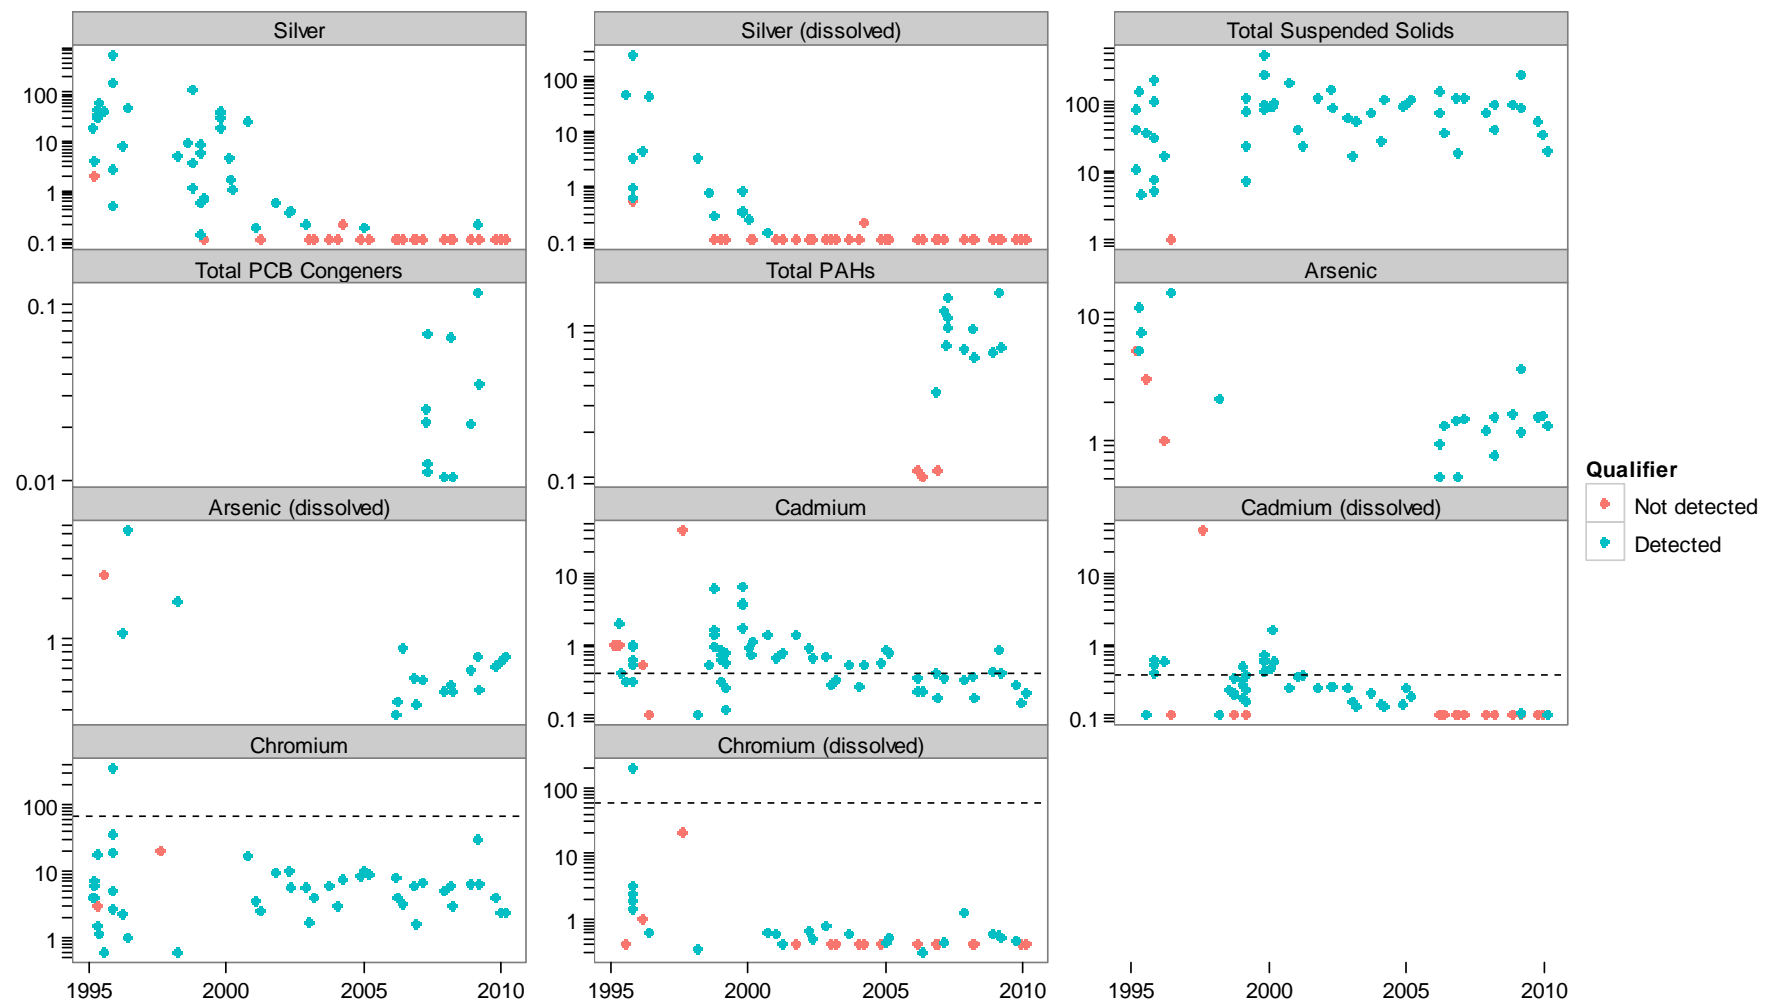 Silver Silver (dissolved) Total Suspended Solids
100 100 100
10 10 10
1 1 1
0.1 0.1
Total PCB Congeners Total PAHs Arsenic
0.1 1 10
0.01 0.1 1
Arsenic (dissolved) Cadmium Cadmium (dissolved)
1 10 10
1 1
0.1 0.1
Chromium Chromium (dissolved)
100 100
10 10
1 1
1995 2000 2005 2010 1995 2000 2005 2010 1995 2000 2005 2010
Qualifier
Not detected
Detected